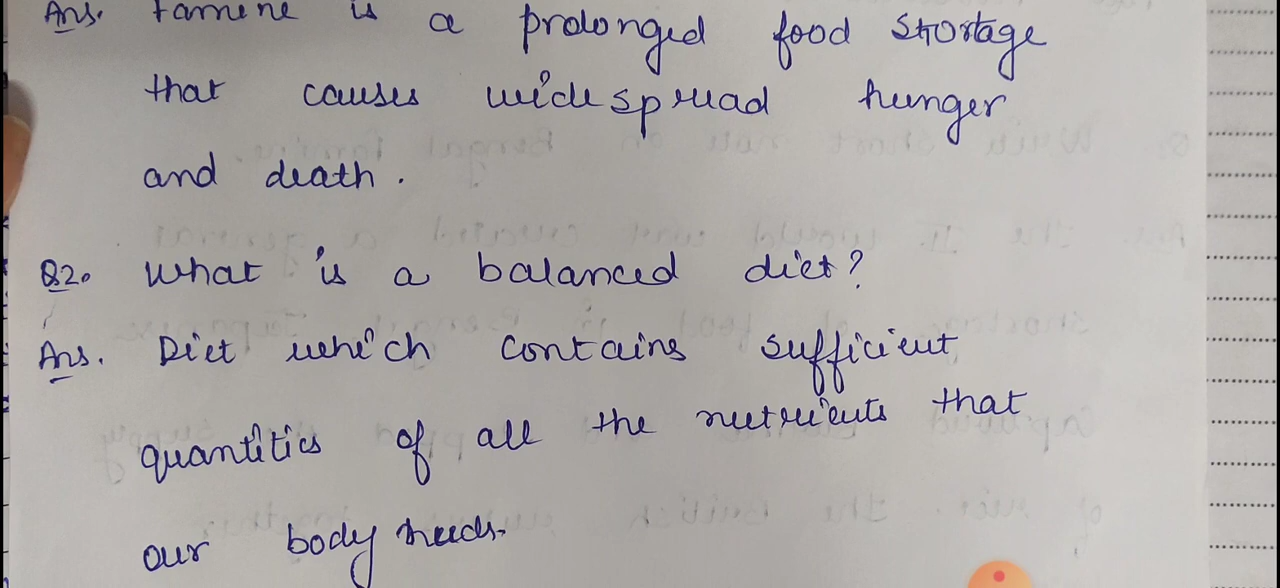 Ans. Famine is a prolonged food shortage
that causes widespread hunger
and death.
Q2. What is a balanced diet?
Ans. Diet which contains sufficient
quantitics of all the nutrients that
our body needs.